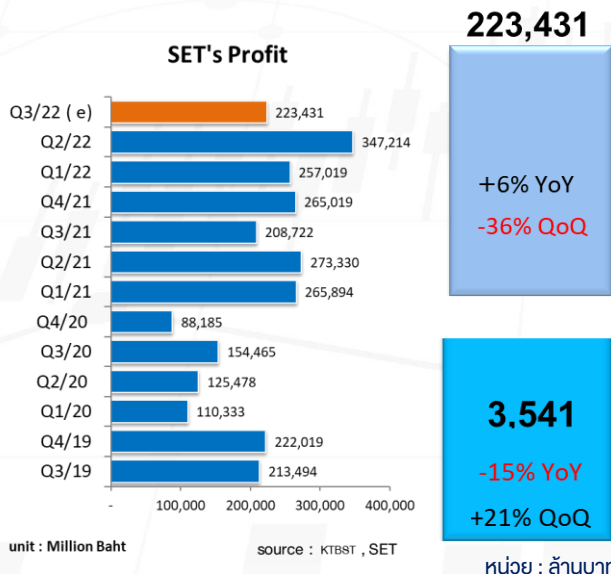 SET's Profit
Q3/22 ( e) 223,431
Q2/22 347,214
Q1/22 257,019
Q4/21 265,019
Q3/21 208,722
Q2/21 273,330
Q1/21 265,894
Q4/20 88,185
Q3/20 154,465
Q2/20 125,478
Q1/20 110,333
Q4/19 222,019
Q3/19 213,494
- 100,000 200,000 300,000 400,000
unit : Million Baht
source : KTBST , SET
223,431
+6% YoY
-36% QoQ
3,541
-15% YoY
+21% QoQ
หน่วย : ล้านบาท